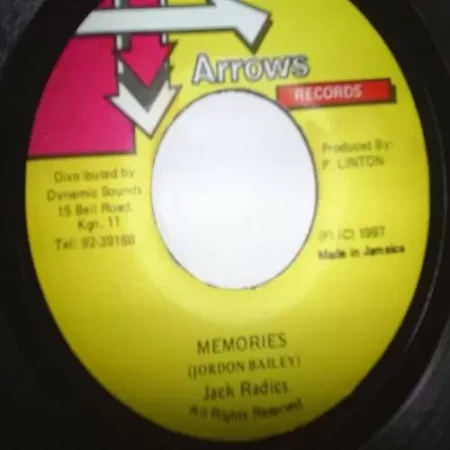 Arrows
RECORDS
Distributed by
Dynamic Sounds
15 Bell Road,
Kgn. 11
Tel: 92-39168
Produced By:
P. LINTON
(P) (C) 1997
Made in Jamaica
MEMORIES
(JORDON BAILEY)
Jack Radics
All Rights Reserved